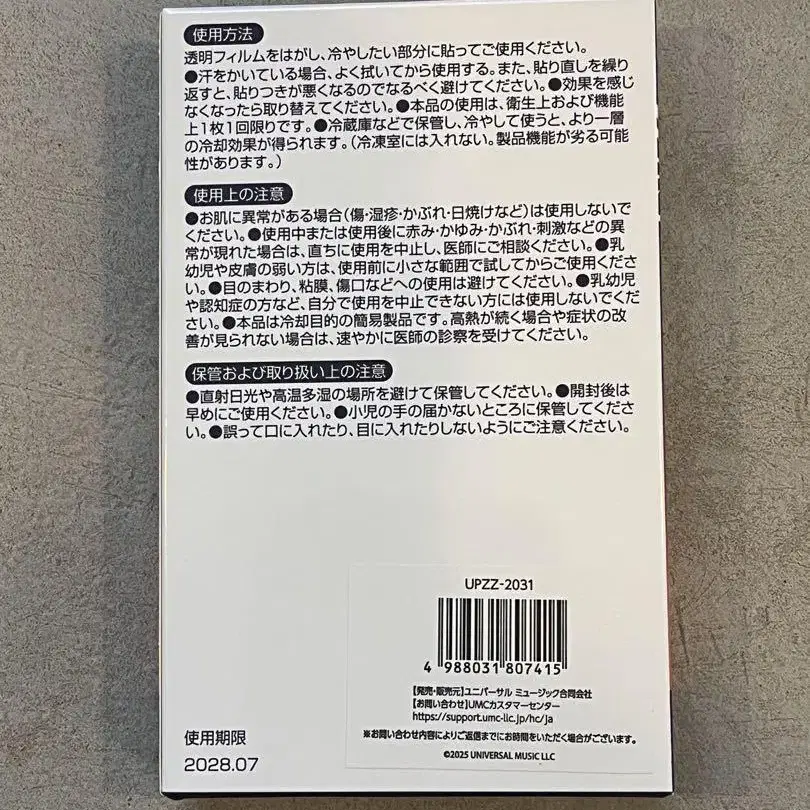 使用方法
透明フィルムをはがし、冷やしたい部分に貼ってご使用ください。
●汗をかいている場合、よく拭いてから使用する。また、貼り直しを繰り
返すと、貼りつきが悪くなるのでなるべく避けてください。●効果を感じ
なくなったら取り替えてください。●本品の使用は、衛生上および機能
上1枚1回限りです。●冷蔵庫などで保管し、冷やして使うと、より一層
の冷却効果が得られます。（冷凍室には入れない。製品機能が劣る可能
性があります。）
使用上の注意
●お肌に異常がある場合（傷・湿疹・かぶれ・日焼けなど）は使用しないで
ください。●使用中または使用後に赤み・かゆみ・かぶれ・刺激などの異
常が現れた場合は、直ちに使用を中止し、医師にご相談ください。●乳
幼児や皮膚の弱い方は、使用前に小さな範囲で試してからご使用くださ
い。●目のまわり、粘膜、傷口などへの使用は避けてください。●乳幼児
や認知症の方など、自分で使用を中止できない方には使用しないでくだ
さい。●本品は冷却目的の簡易製品です。高熱が続く場合や症状の改
善が見られない場合は、速やかに医師の診察を受けてください。
保管および取り扱い上の注意
●直射日光や高温多湿の場所を避けて保管してください。●開封後は
早めにご使用ください。●小児の手の届かないところに保管してくださ
い。●誤って口に入れたり、目に入れたりしないようにご注意ください。
UPZZ-2031
4 988031 807415
【発売・販売元】ユニバーサル ミュージック合同会社
【お問い合わせ】UMCカスタマーセンター
https://support.umc-llc.jp/hc/ja
※お問い合わせ内容によりご返信までにお時間をいただく場合がございます。
©2025 UNIVERSAL MUSIC LLC
使用期限
2028.07